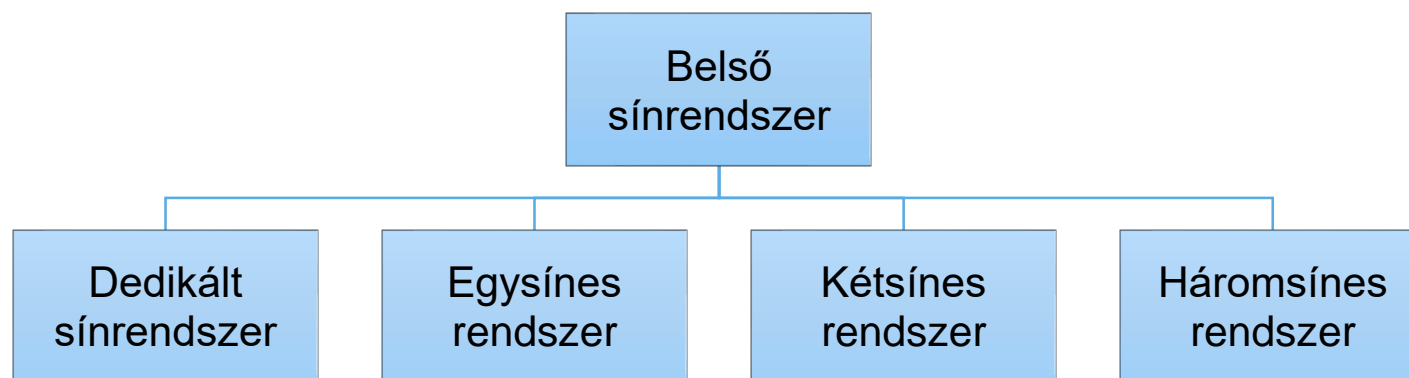 Belső
sínrendszer
Dedikált
sínrendszer
Egysínes
rendszer
Kétsínes
rendszer
Háromsínes
rendszer